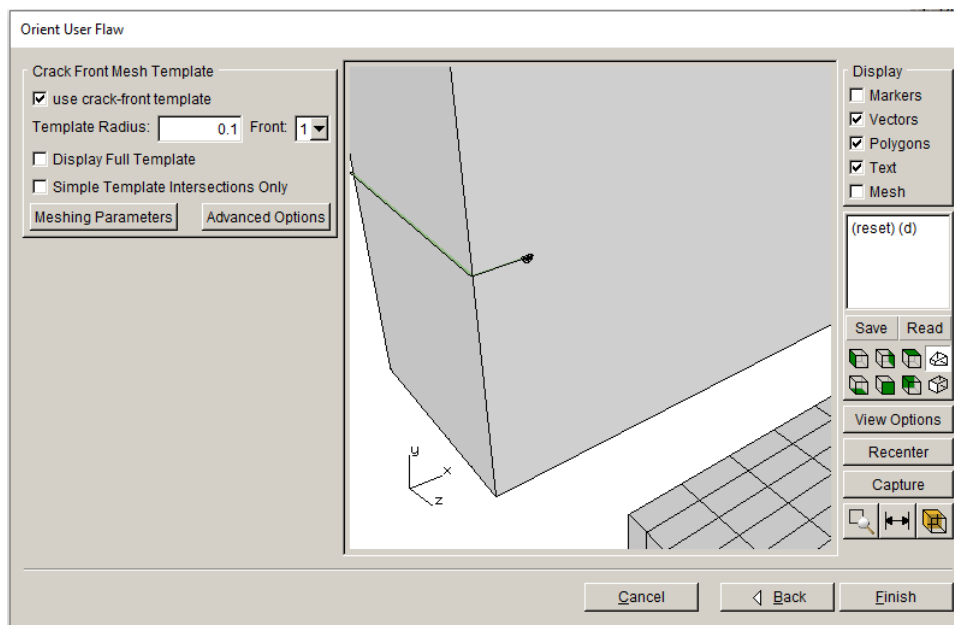 Orient User Flaw
Crack Front Mesh Template
use crack-front template
Template Radius: 0.1 Front: 1
Display Full Template
Simple Template Intersections Only
Meshing Parameters Advanced Options
y
x
z
Display
Markers
Vectors
Polygons
Text
Mesh
(reset) (d)
Save Read
View Options
Recenter
Capture
Cancel Back Finish